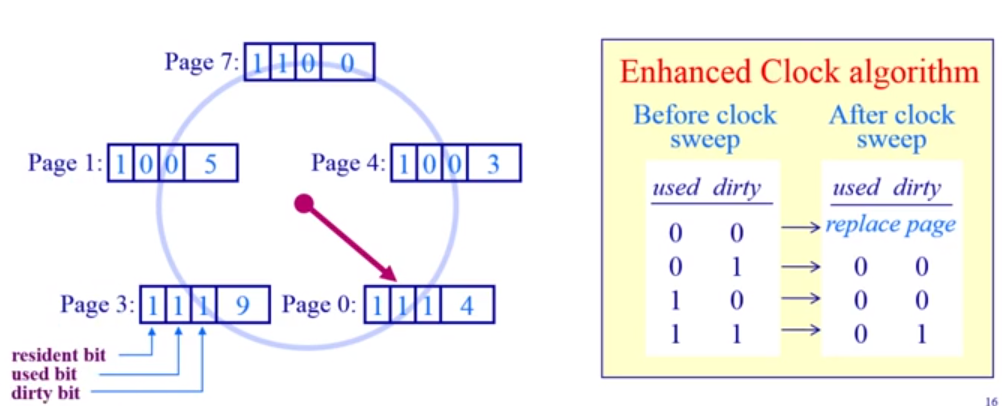 Page 7: 1 1 0 0
Page 1: 1 0 0 5
Page 4: 1 0 0 3
Page 3: 1 1 1 9
Page 0: 1 1 1 4
resident bit
used bit
dirty bit
Enhanced Clock algorithm
Before clock sweep
After clock sweep
used dirty
used dirty
0 0 replace page
0 1 0 0
1 0 0 0
1 1 0 1
16